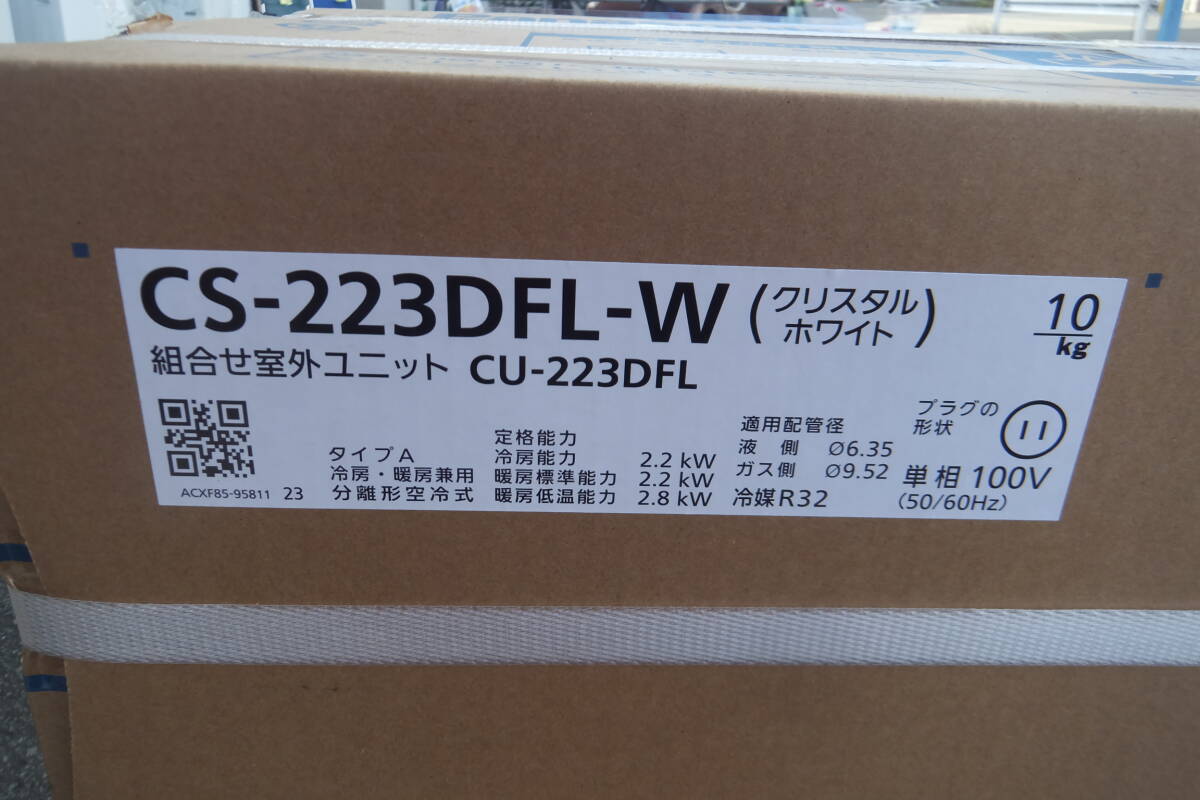 CS-223DFL-W (クリスタルホワイト)
10
kg
組合せ室外ユニット CU-223DFL
ACXF85-95811 23
タイプA
冷房・暖房兼用
分離形空冷式
定格能力
冷房能力 2.2 kW
暖房標準能力 2.2 kW
暖房低温能力 2.8 kW
適用配管径
液 側 Ø6.35
ガス側 Ø9.52
冷媒R32
プラグの
形状
単相 100V
(50/60Hz)